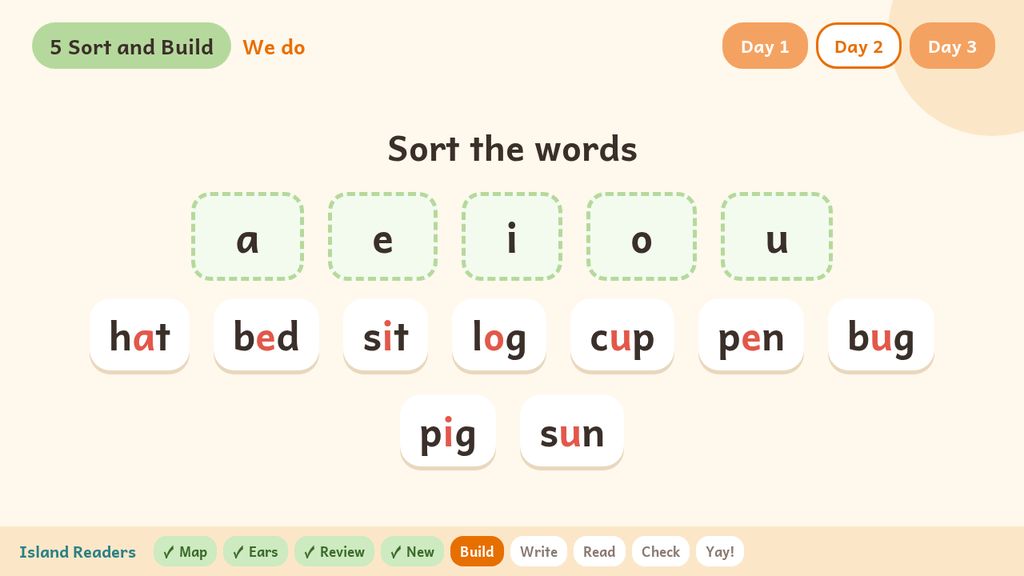 5 Sort and Build We do Day 1 Day 2 Day 3
Sort the words
a e i o u
hat bed sit log cup pen bug
pig sun
Island Readers ✓ Map ✓ Ears ✓ Review ✓ New Build Write Read Check Yay!